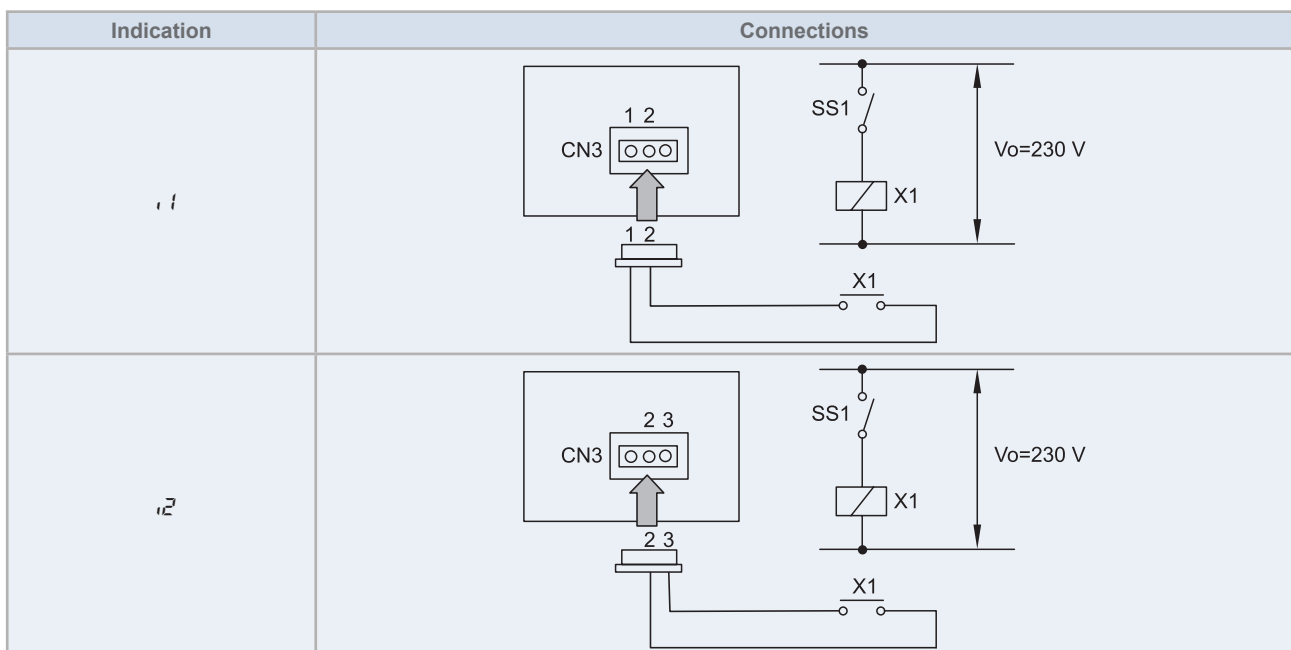 Indication Connections
i1
1 2
CN3
1 2
X1
SS1
X1
Vo=230 V
i2
2 3
CN3
2 3
X1
SS1
X1
Vo=230 V